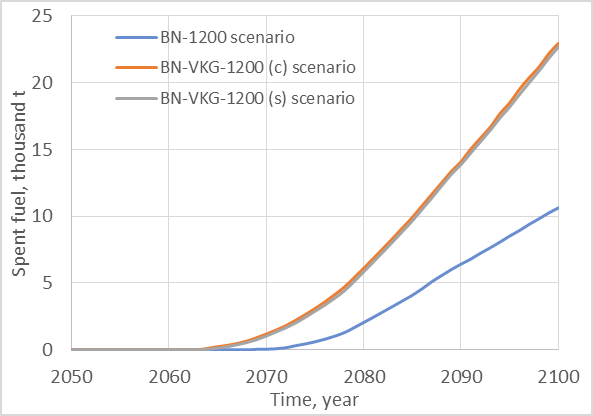 25
20
15
10
5
0
Spent fuel, thousand t
BN-1200 scenario
BN-VKG-1200 (c) scenario
BN-VKG-1200 (s) scenario
2050 2060 2070 2080 2090 2100
Time, year